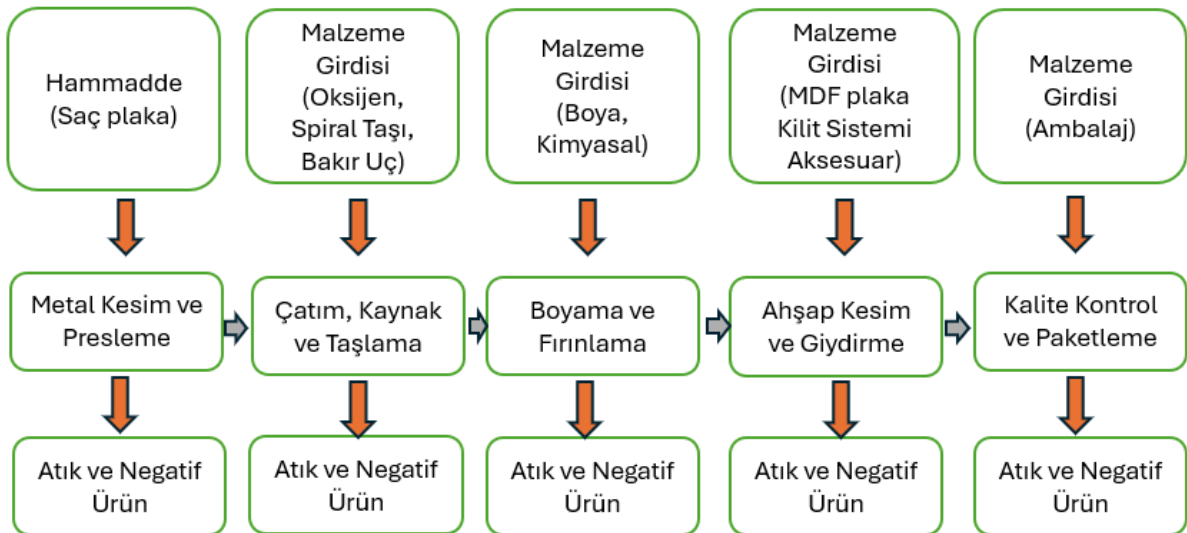 Hammadde
(Saç plaka)
Malzeme
Girdisi
(Oksijen,
Spiral Taşı,
Bakır Uç)
Malzeme
Girdisi
(Boya,
Kimyasal)
Malzeme
Girdisi
(MDF plaka
Kilit Sistemi
Aksesuar)
Malzeme
Girdisi
(Ambalaj)
Metal Kesim ve
Presleme
Çatım, Kaynak
ve Taşlama
Boyama ve
Fırınlama
Ahşap Kesim
ve Giydirme
Kalite Kontrol
ve Paketleme
Atık ve Negatif
Ürün
Atık ve Negatif
Ürün
Atık ve Negatif
Ürün
Atık ve Negatif
Ürün
Atık ve Negatif
Ürün